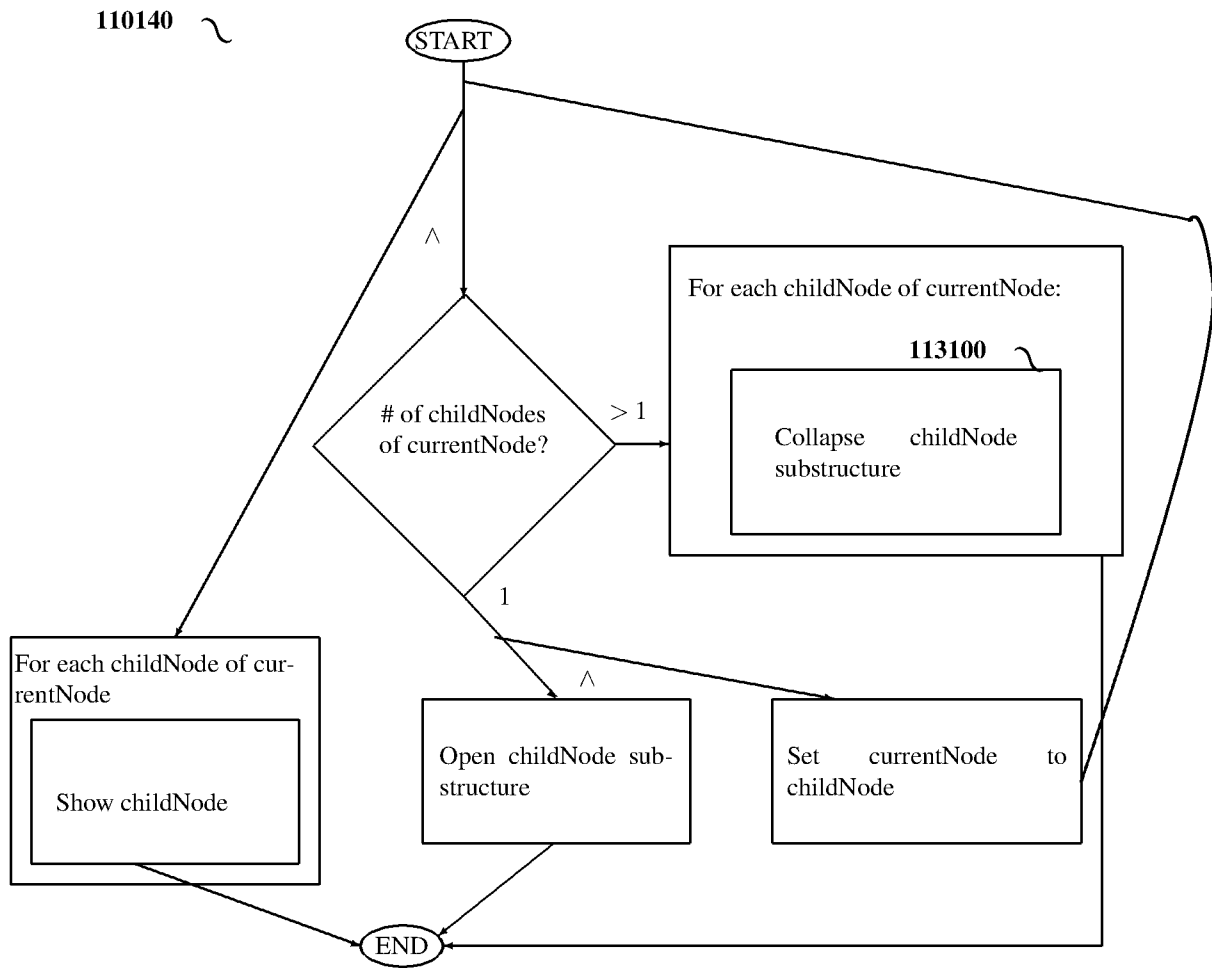 110140
START
∧
For each childNode of currentNode:
113100
# of childNodes
of currentNode?
> 1
Collapse childNode
substructure
1
For each childNode of cur-
rentNode
∧
Open childNode sub-
structure
Set currentNode to
childNode
Show childNode
END